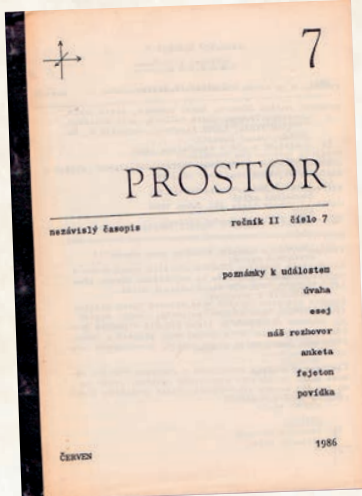 7
PROSTOR
nezávislý časopis ročník II číslo 7
poznámky k událostem
úvaha
esej
náš rozhovor
anketa
fejeton
povídka
ČERVEN 1986